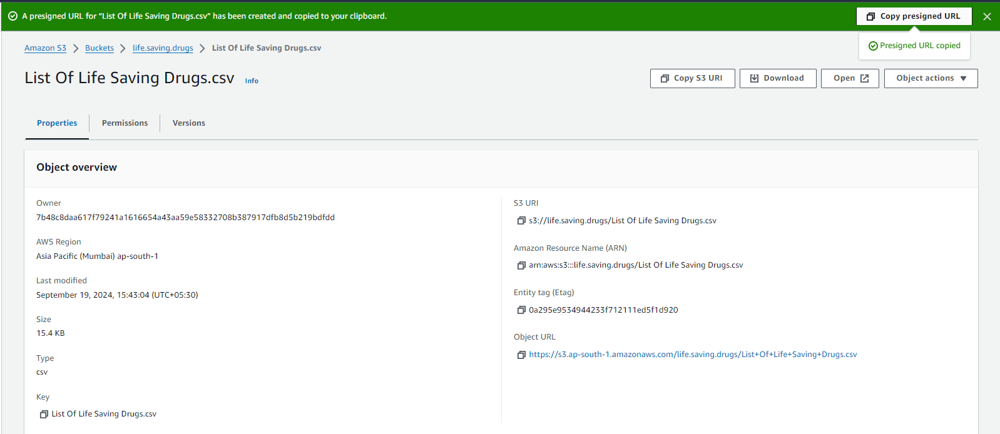 A presigned URL for “List Of Life Saving Drugs.csv” has been created and copied to your clipboard.
Copy presigned URL
Presigned URL copied
Amazon S3 > Buckets > life.saving.drugs > List Of Life Saving Drugs.csv
List Of Life Saving Drugs.csv Info
Copy S3 URI
Download
Open
Object actions
Properties
Permissions
Versions
Object overview
Owner
7b48c8daa617f79241a1616654a43aa59e58332708b387917dfb8d5b219bdfdd
AWS Region
Asia Pacific (Mumbai) ap-south-1
Last modified
September 19, 2024, 15:43:04 (UTC+05:30)
Size
15.4 KB
Type
csv
Key
List Of Life Saving Drugs.csv
S3 URI
s3://life.saving.drugs/List Of Life Saving Drugs.csv
Amazon Resource Name (ARN)
arn:aws:s3:::life.saving.drugs/List Of Life Saving Drugs.csv
Entity tag (Etag)
0a295e9534944233f712111ed5f1d920
Object URL
https://s3.ap-south-1.amazonaws.com/life.saving.drugs/List+Of+Life+Saving+Drugs.csv